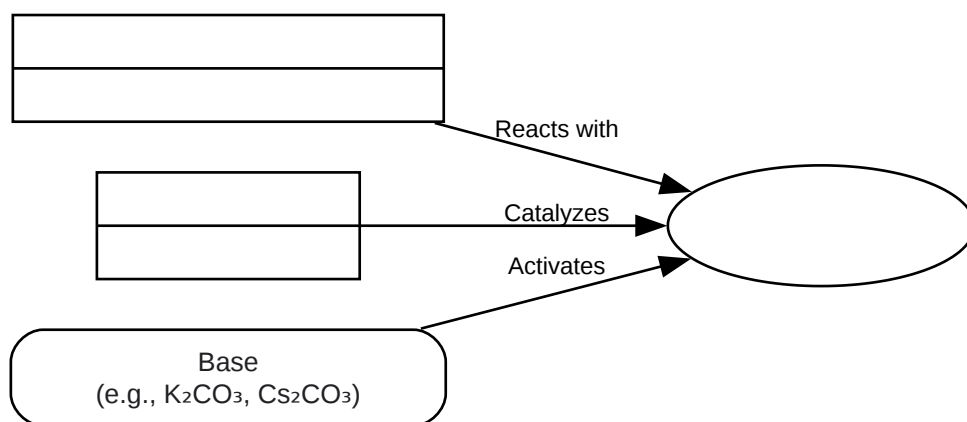 Reacts with
Catalyzes
Activates
Base
(e.g., K₂CO₃, Cs₂CO₃)